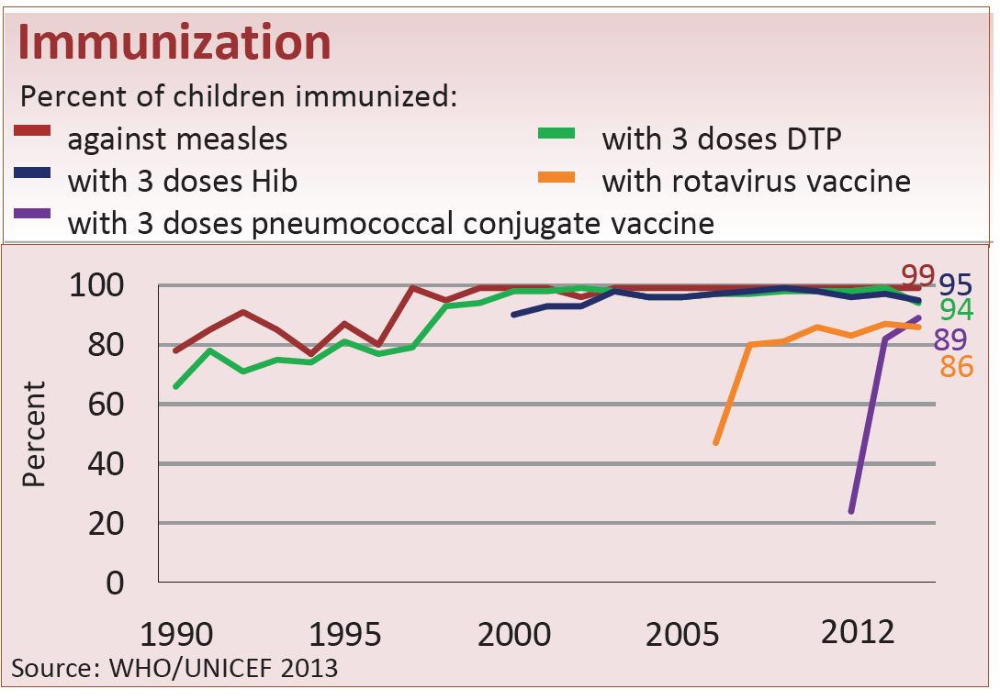 Immunization
Percent of children immunized:
against measles
with 3 doses DTP
with 3 doses Hib
with rotavirus vaccine
with 3 doses pneumococcal conjugate vaccine
100
80
60
40
20
0
Percent
99
95
94
89
86
1990 1995 2000 2005 2012
Source: WHO/UNICEF 2013